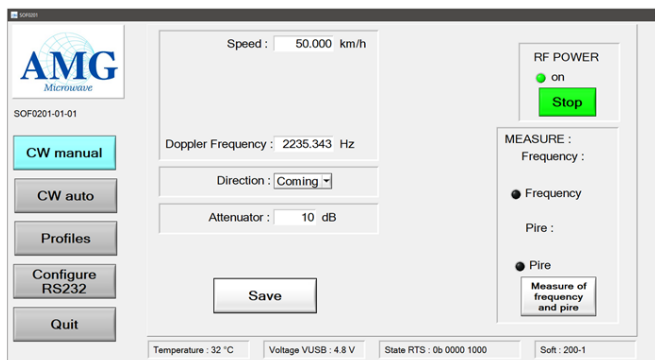 SOF0201
AMG
Microwave
SOF0201-01-01
CW manual
CW auto
Profiles
Configure
RS232
Quit
Speed : 50.000 km/h
Doppler Frequency : 2235.343 Hz
Direction : Coming
Attenuator : 10 dB
Save
RF POWER
on
Stop
MEASURE :
Frequency :
Frequency
Pire :
Pire
Measure of
frequency
and pire
Temperature : 32 °C
Voltage VUSB : 4.8 V
State RTS : 0b 0000 1000
Soft : 200-1